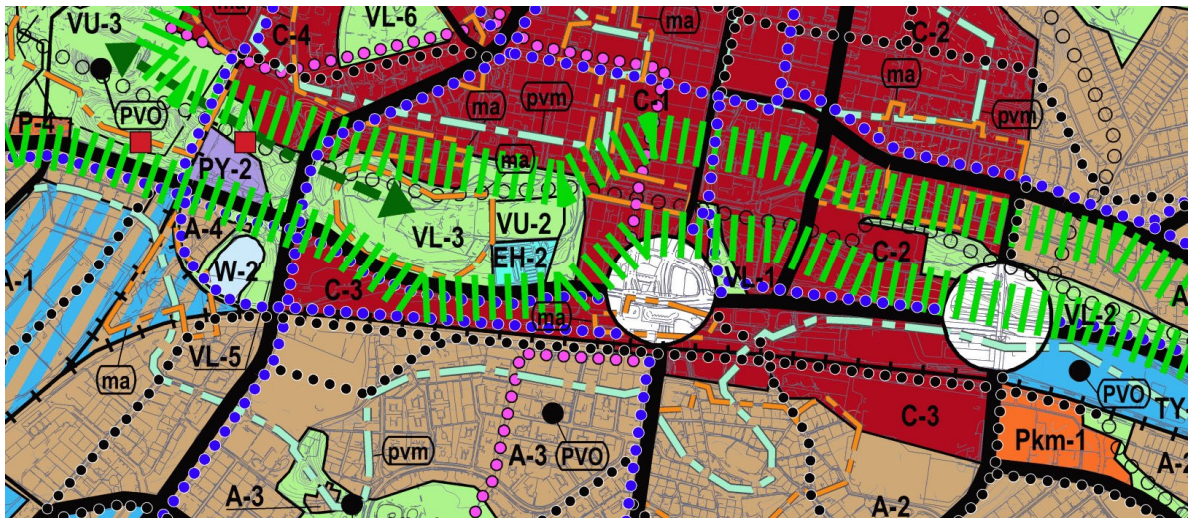 VU-3
ma
C-4
VL-6
ma
C-2
PVO
ma
pvm
C-1
ma
pvm
P-4
PY-2
ma
A-4
VL-3
VU-2
EH-2
W-2
C-2
A-1
C-3
VL-1
VL-2
A
ma
ma
VL-5
PVO
TY
C-3
Pkm-1
pvm
A-3
PVO
A-2
A-3
A-2